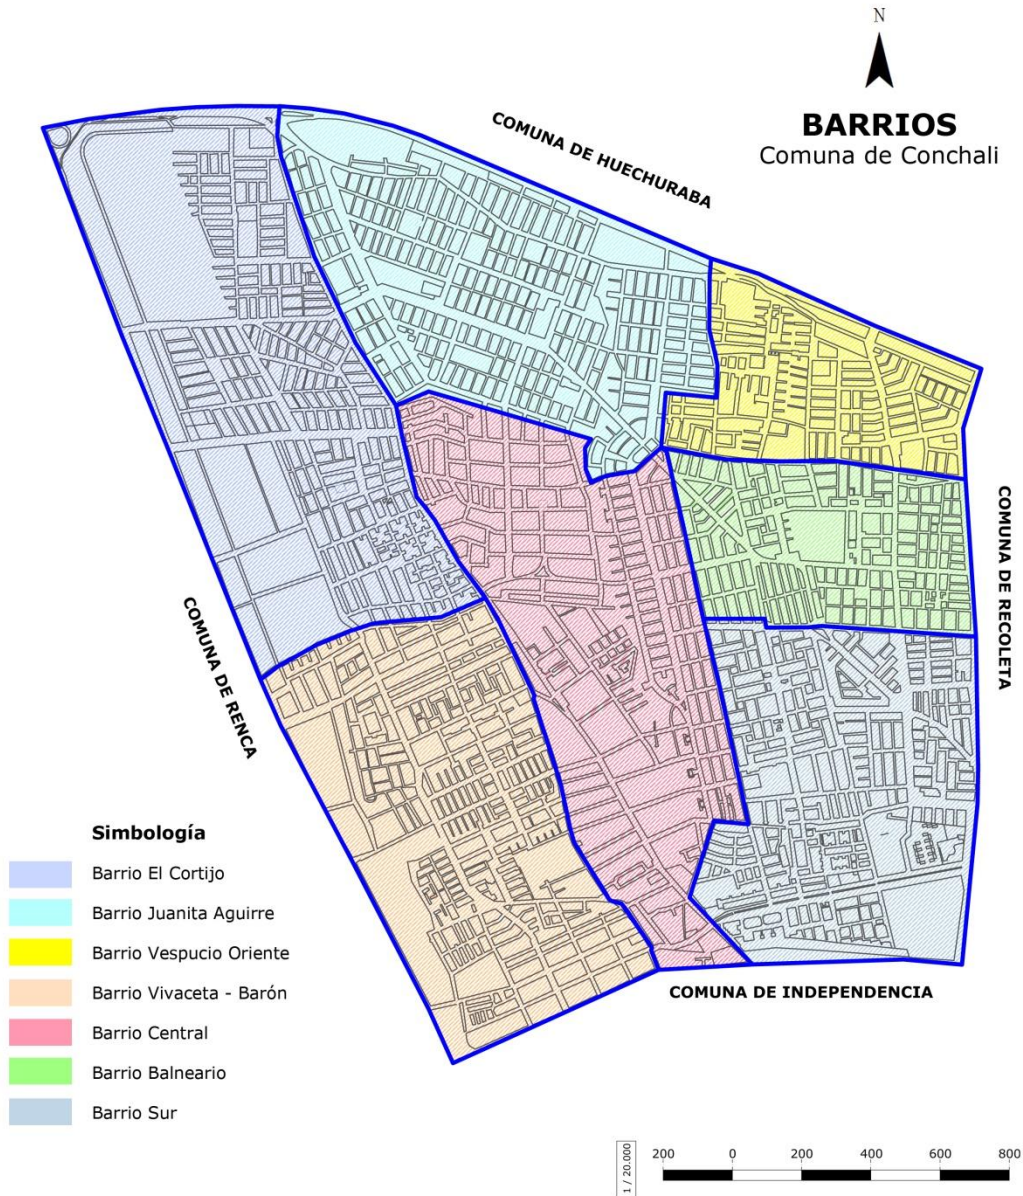 N
BARRIOS
Comuna de Conchali
COMUNA DE HUECHURABA
COMUNA DE RECOLETA
COMUNA DE RENCA
COMUNA DE INDEPENDENCIA
Simbología
Barrio El Cortijo
Barrio Juanita Aguirre
Barrio Vespucio Oriente
Barrio Vivaceta - Barón
Barrio Central
Barrio Balneario
Barrio Sur
1 / 20.000
200 0 200 400 600 800